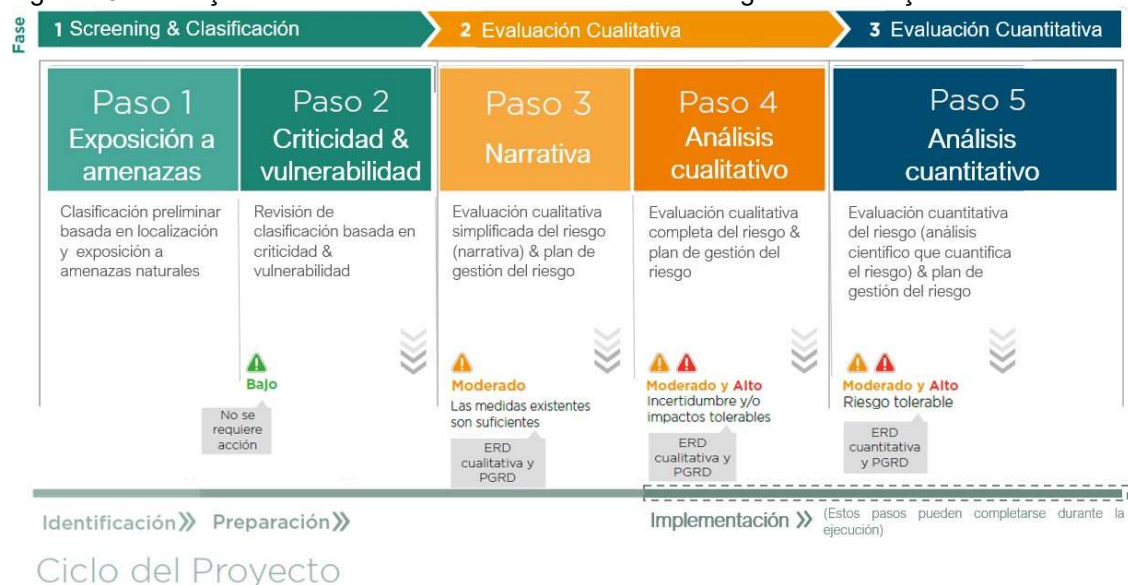 Fase
1 Screening & Clasificación
2 Evaluación Cualitativa
3 Evaluación Cuantitativa
Paso 1
Exposición a
amenazas
Clasificación preliminar
basada en localización
y exposición a
amenazas naturales
Paso 2
Criticidad &
vulnerabilidad
Revisión de
clasificación basada en
criticidad &
vulnerabilidad
Bajo
No se
requiere
acción
Paso 3
Narrativa
Evaluación cualitativa
simplificada del riesgo
(narrativa) & plan de
gestión del riesgo
Moderado
Las medidas existentes
son suficientes
ERD
cualitativa y
PGRD
Paso 4
Análisis
cualitativo
Evaluación cualitativa
completa del riesgo &
plan de gestión del
riesgo
Moderado y Alto
Incertidumbre y/o
impactos tolerables
ERD
cualitativa y
PGRD
Paso 5
Análisis
cuantitativo
Evaluación cuantitativa
del riesgo (análisis
científico que cuantifica
el riesgo) & plan de
gestión del riesgo
Moderado y Alto
Riesgo tolerable
ERD
cuantitativa
y PGRD
Identificación
Preparación
Implementación
(Estos pasos pueden completarse durante la
ejecución)
Ciclo del Proyecto